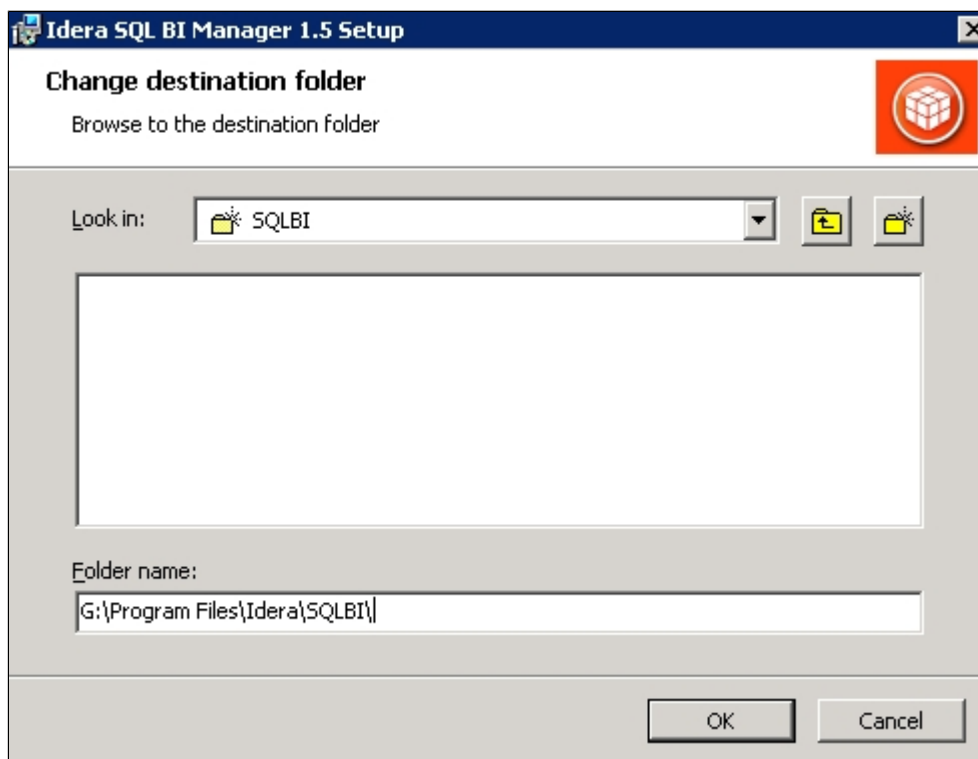 Idera SQL BI Manager 1.5 Setup
Change destination folder
Browse to the destination folder
Look in: SQLBI
Folder name:
G:\Program Files\Idera\SQLBI\
OK Cancel